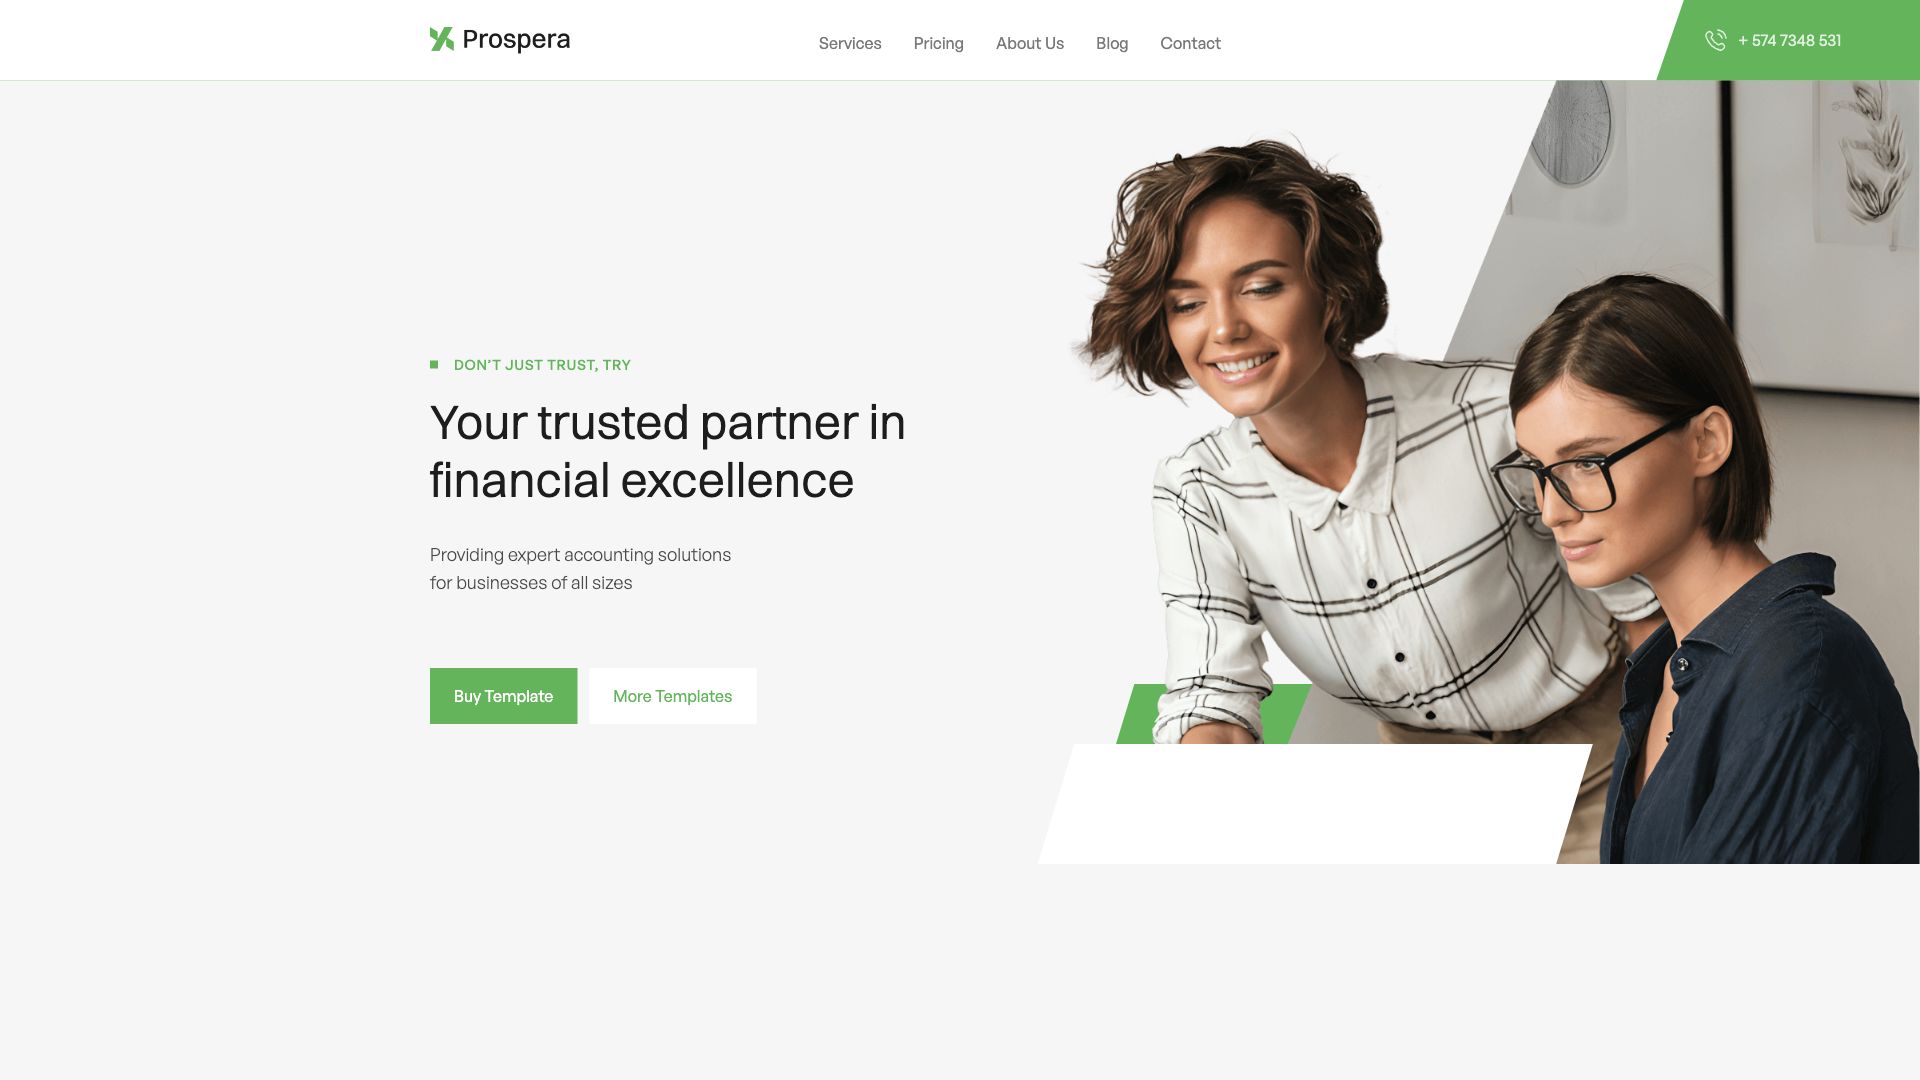 Prospera
Services
Pricing
About Us
Blog
Contact
+ 574 7348 531
DON’T JUST TRUST, TRY
Your trusted partner in
financial excellence
Providing expert accounting solutions
for businesses of all sizes
Buy Template
More Templates